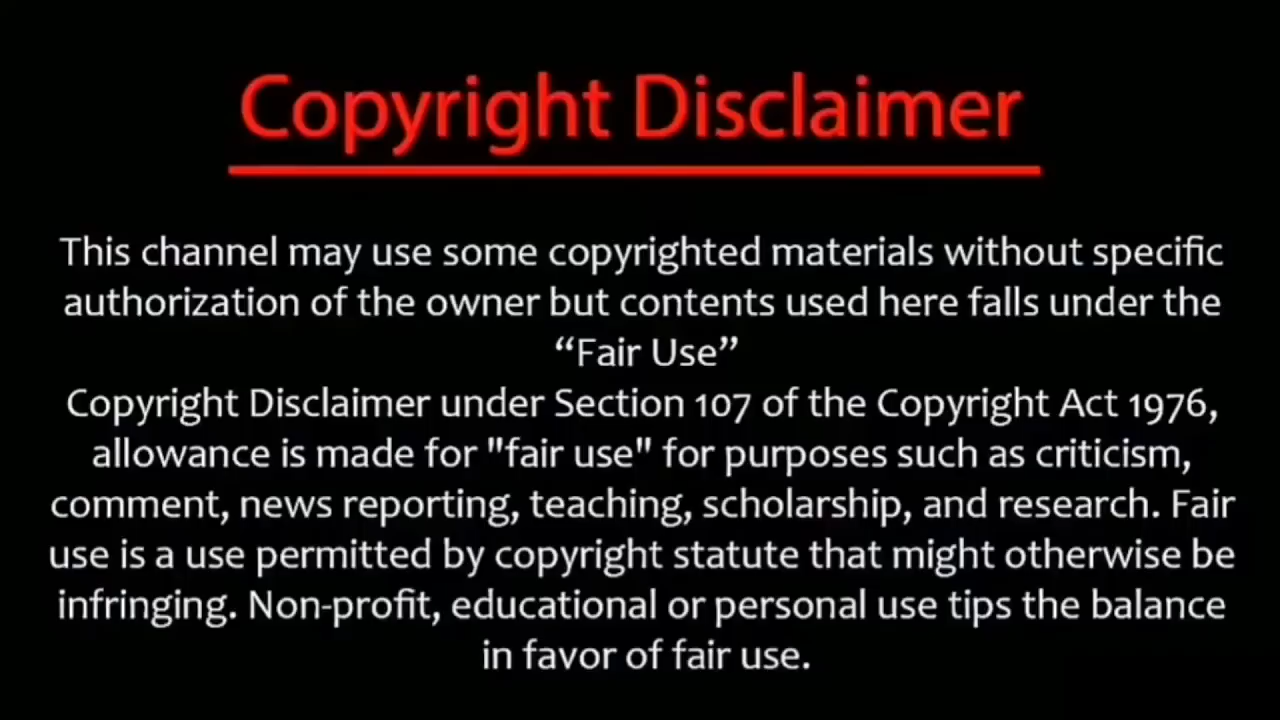 Copyright Disclaimer
This channel may use some copyrighted materials without specific
authorization of the owner but contents used here falls under the
“Fair Use”
Copyright Disclaimer under Section 107 of the Copyright Act 1976,
allowance is made for "fair use" for purposes such as criticism,
comment, news reporting, teaching, scholarship, and research. Fair
use is a use permitted by copyright statute that might otherwise be
infringing. Non-profit, educational or personal use tips the balance
in favor of fair use.